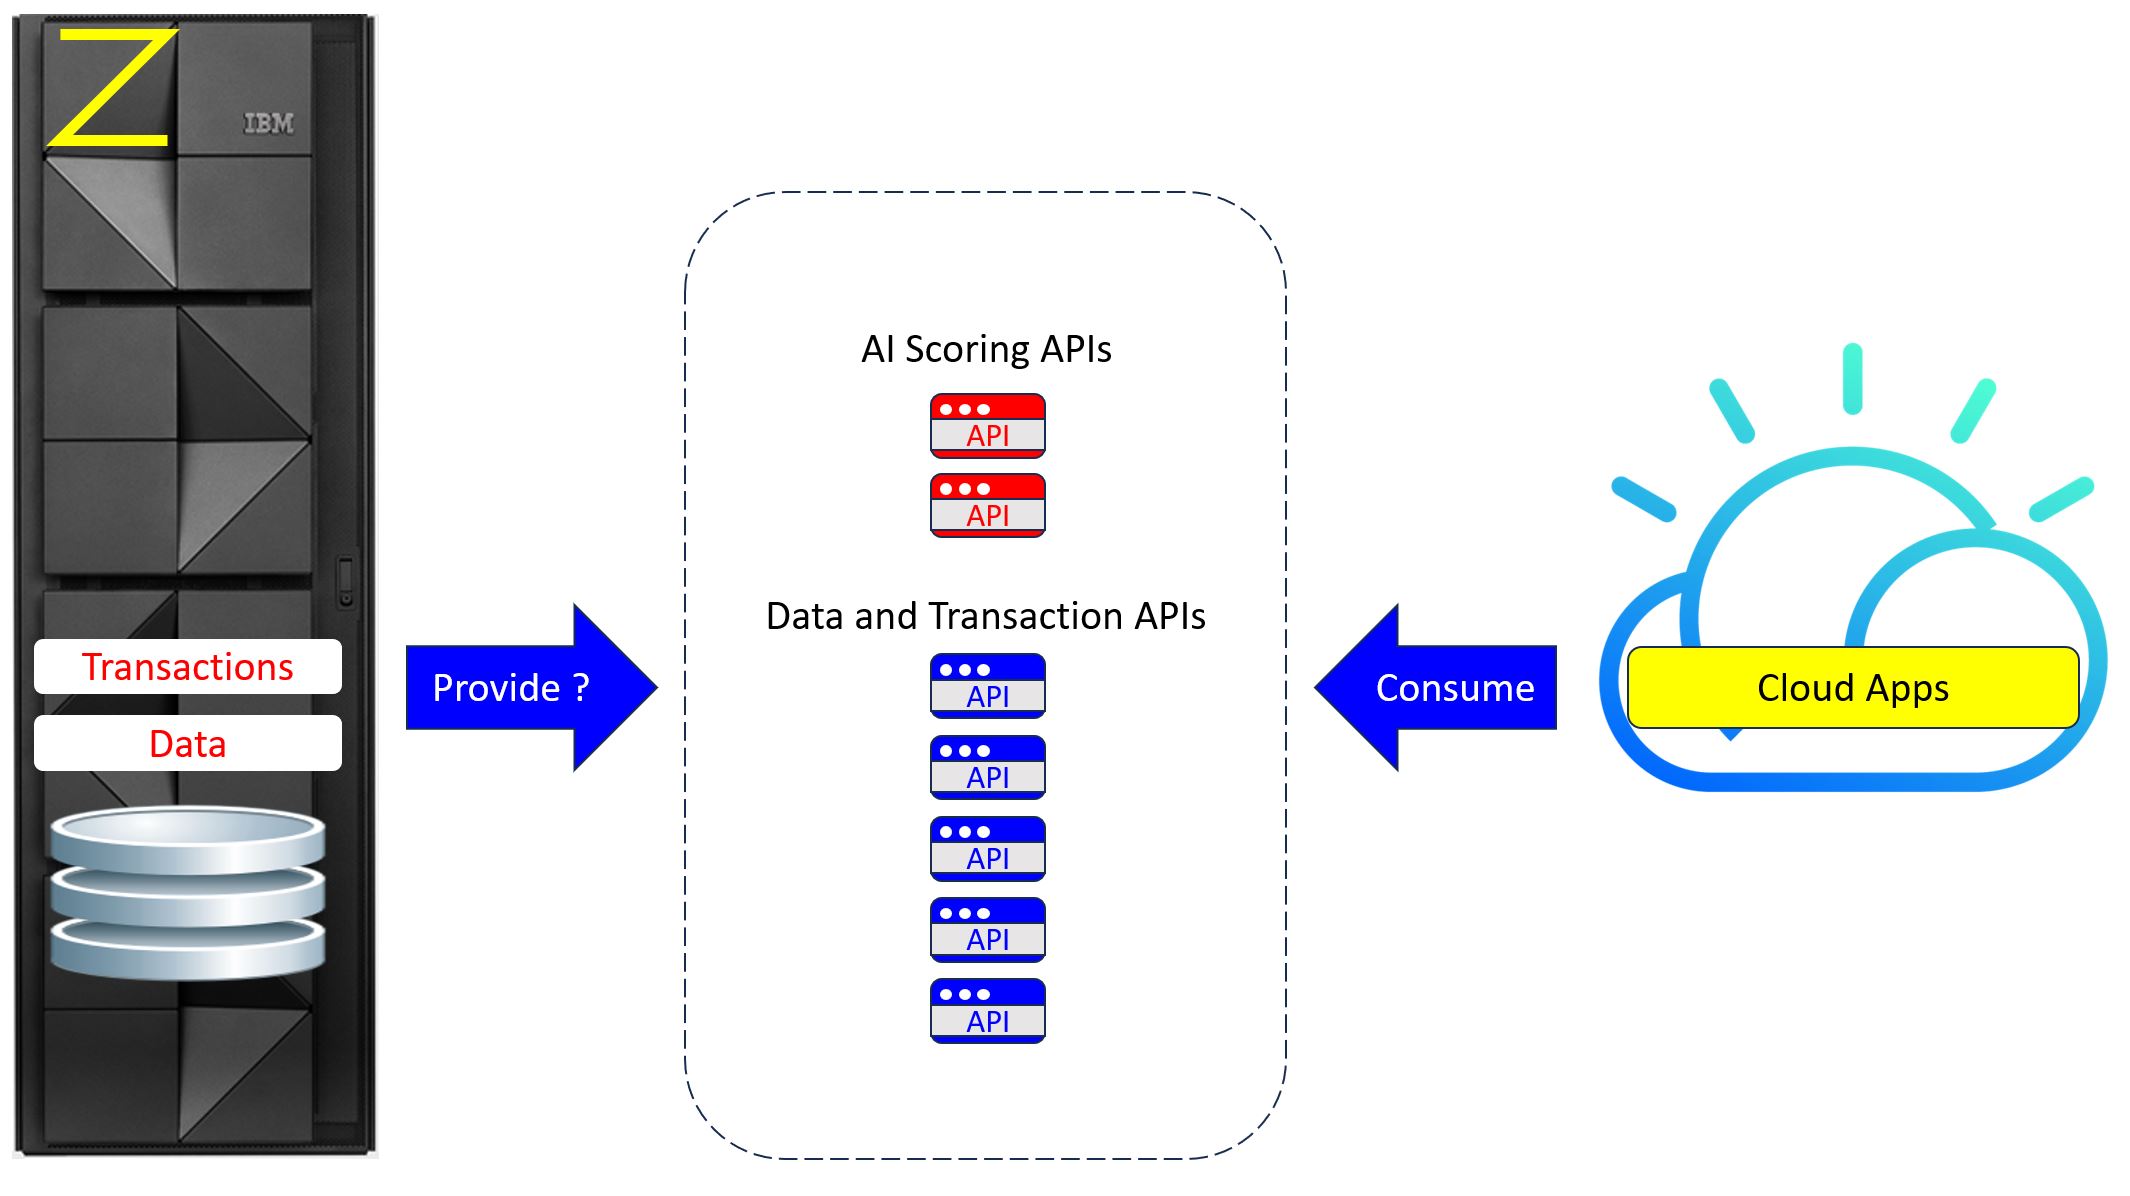 Z
IBM
Transactions
Data
Provide ?
AI Scoring APIs
API
API
Data and Transaction APIs
API
API
API
API
API
Consume
Cloud Apps